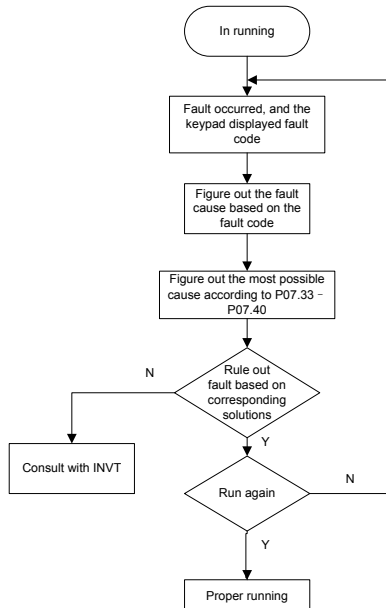 In running
Fault occurred, and the
keypad displayed fault
code
Figure out the fault
cause based on the
fault code
Figure out the most possible
cause according to P07.33–
P07.40
N
Rule out
fault based on
corresponding
solutions
Y
Consult with INVT
Run again
N
Y
Proper running